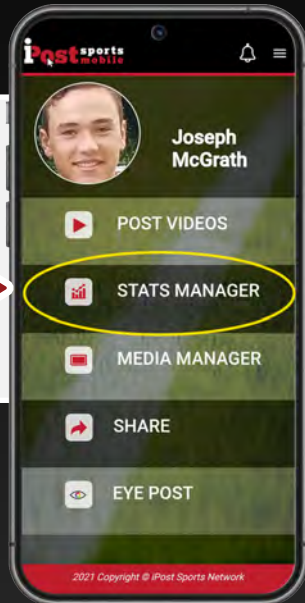 iPost sports
mobile
Joseph
McGrath
POST VIDEOS
STATS MANAGER
MEDIA MANAGER
SHARE
EYE POST
2021 Copyright © iPost Sports Network